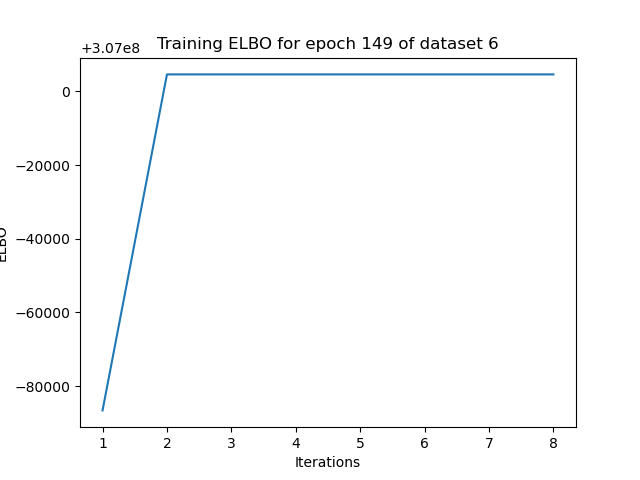 Training ELBO for epoch 149 of dataset 6
+3.07e8
0
−20000
−40000
−60000
−80000
ELBO
1 2 3 4 5 6 7 8
Iterations